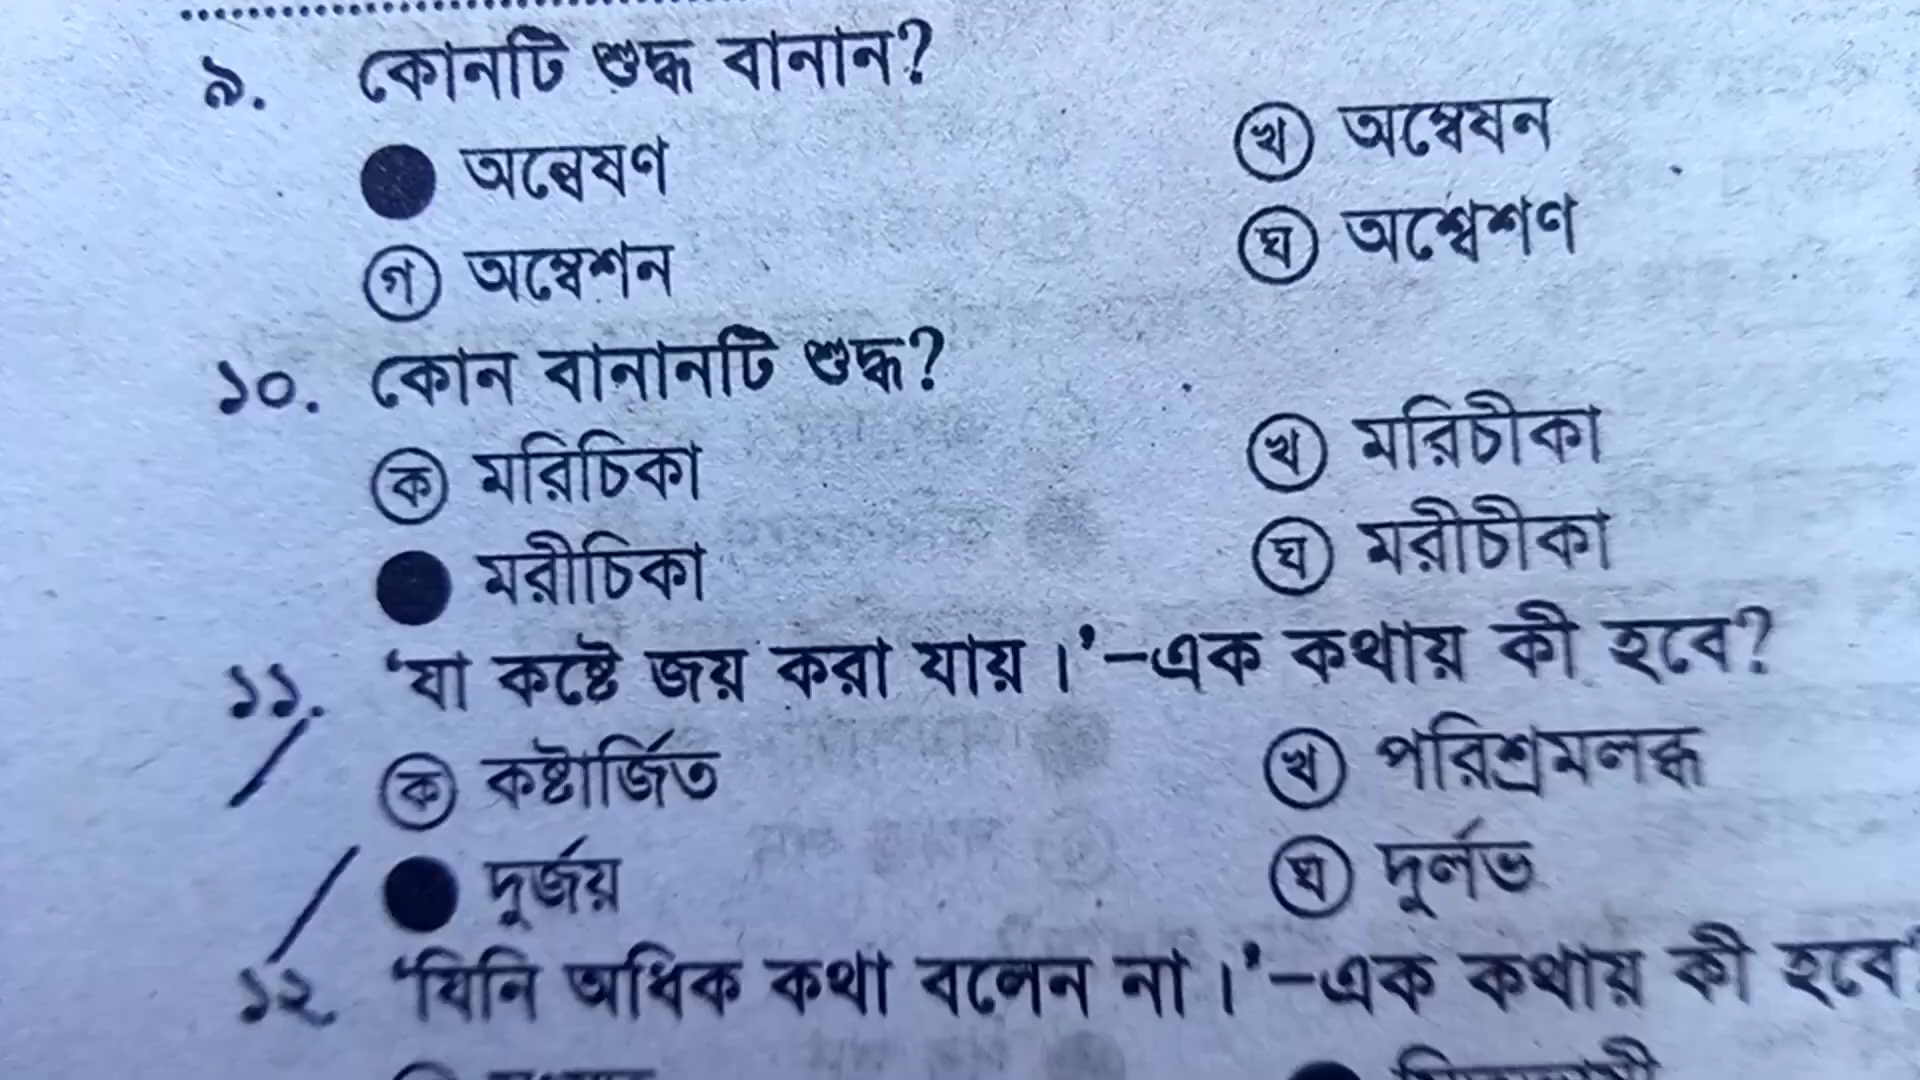 ৯. কোনটি শুদ্ধ বানান?
অন্বেষণ
খ অম্বেষন
গ অম্বেশন
ঘ অশ্বেশণ
১০. কোন বানানটি শুদ্ধ?
ক মরিচিকা
খ মরিচীকা
মরীচিকা
ঘ মরীচীকা
১১. ‘যা কষ্টে জয় করা যায়।’–এক কথায় কী হবে?
ক কষ্টার্জিত
খ পরিশ্রমলব্ধ
দুর্জয়
ঘ দুর্লভ
১২ ‘যিনি অধিক কথা বলেন না।’–এক কথায় কী হবে?